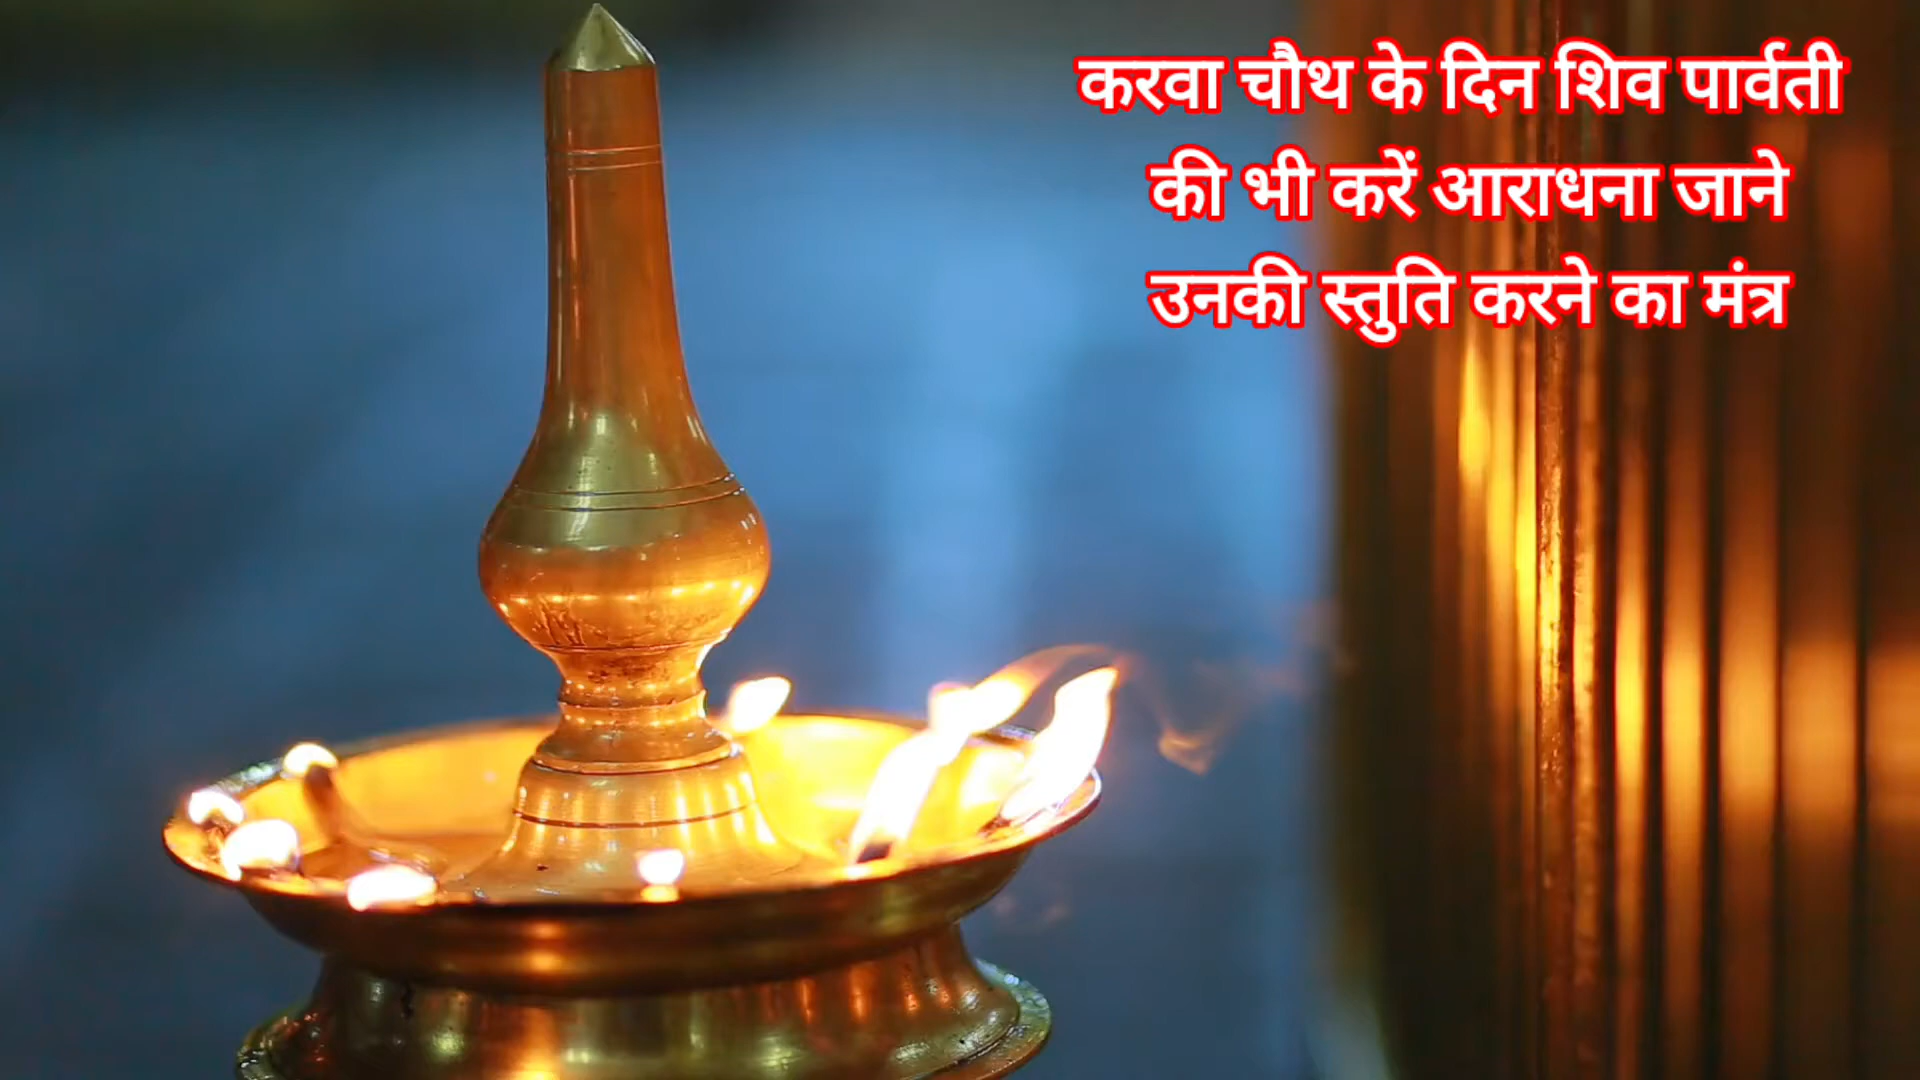 करवा चौथ के दिन शिव पार्वती
की भी करें आराधना जाने
उनकी स्तुति करने का मंत्र